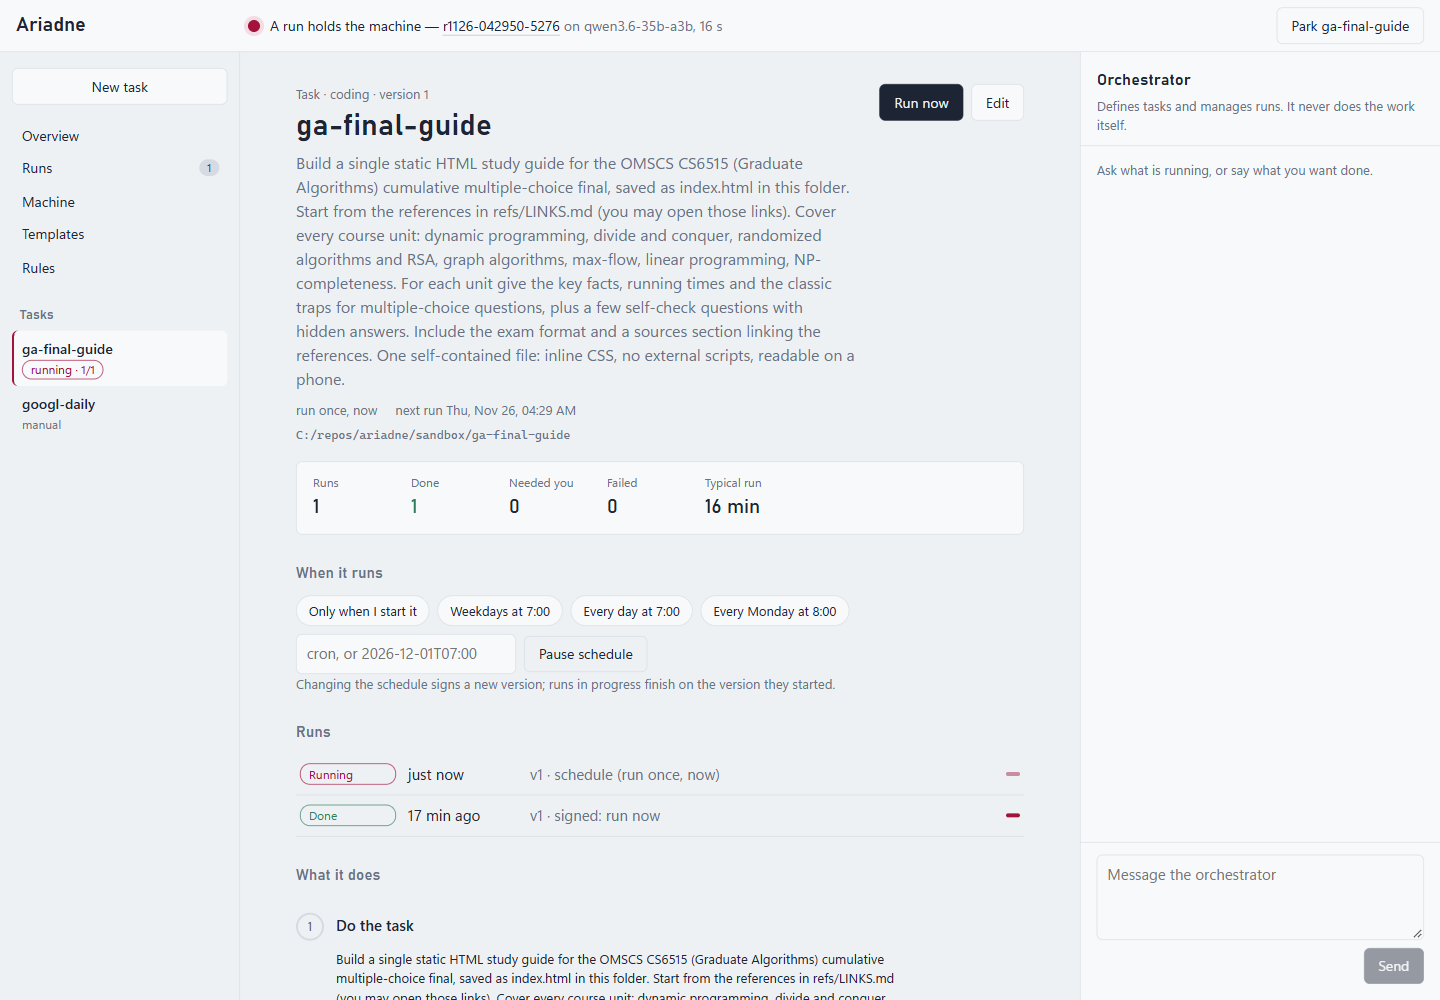 Ariadne
A run holds the machine — r1126-042950-5276 on qwen3.6-35b-a3b, 16 s
Park ga-final-guide
New task
Overview
Runs 1
Machine
Templates
Rules
Tasks
ga-final-guide
running · 1/1
googl-daily
manual
Task · coding · version 1
ga-final-guide
Run now
Edit
Build a single static HTML study guide for the OMSCS CS6515 (Graduate
Algorithms) cumulative multiple-choice final, saved as index.html in this folder.
Start from the references in refs/LINKS.md (you may open those links). Cover
every course unit: dynamic programming, divide and conquer, randomized
algorithms and RSA, graph algorithms, max-flow, linear programming, NP-
completeness. For each unit give the key facts, running times and the classic
traps for multiple-choice questions, plus a few self-check questions with
hidden answers. Include the exam format and a sources section linking the
references. One self-contained file: inline CSS, no external scripts, readable on a
phone.
run once, now next run Thu, Nov 26, 04:29 AM
C:/repos/ariadne/sandbox/ga-final-guide
Runs Done Needed you Failed Typical run
1 1 0 0 16 min
When it runs
Only when I start it Weekdays at 7:00 Every day at 7:00 Every Monday at 8:00
cron, or 2026-12-01T07:00 Pause schedule
Changing the schedule signs a new version; runs in progress finish on the version they started.
Runs
Running just now v1 · schedule (run once, now)
Done 17 min ago v1 · signed: run now
What it does
1 Do the task
Build a single static HTML study guide for the OMSCS CS6515 (Graduate Algorithms) cumulative
multiple-choice final, saved as index.html in this folder. Start from the references in refs/LINKS.md
(you may open those links). Cover every course unit: dynamic programming, divide and conquer,
Orchestrator
Defines tasks and manages runs. It never does the work
itself.
Ask what is running, or say what you want done.
Message the orchestrator
Send